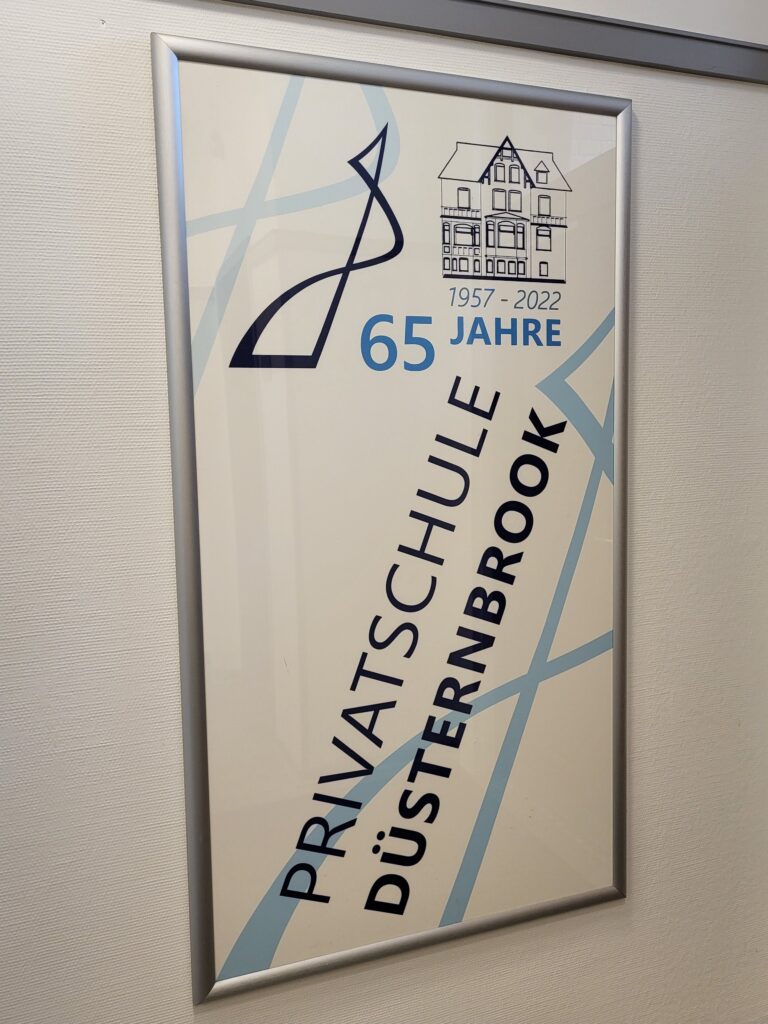 1957 - 2022
65 JAHRE
PRIVATSCHULE
DÜSTERNBROOK